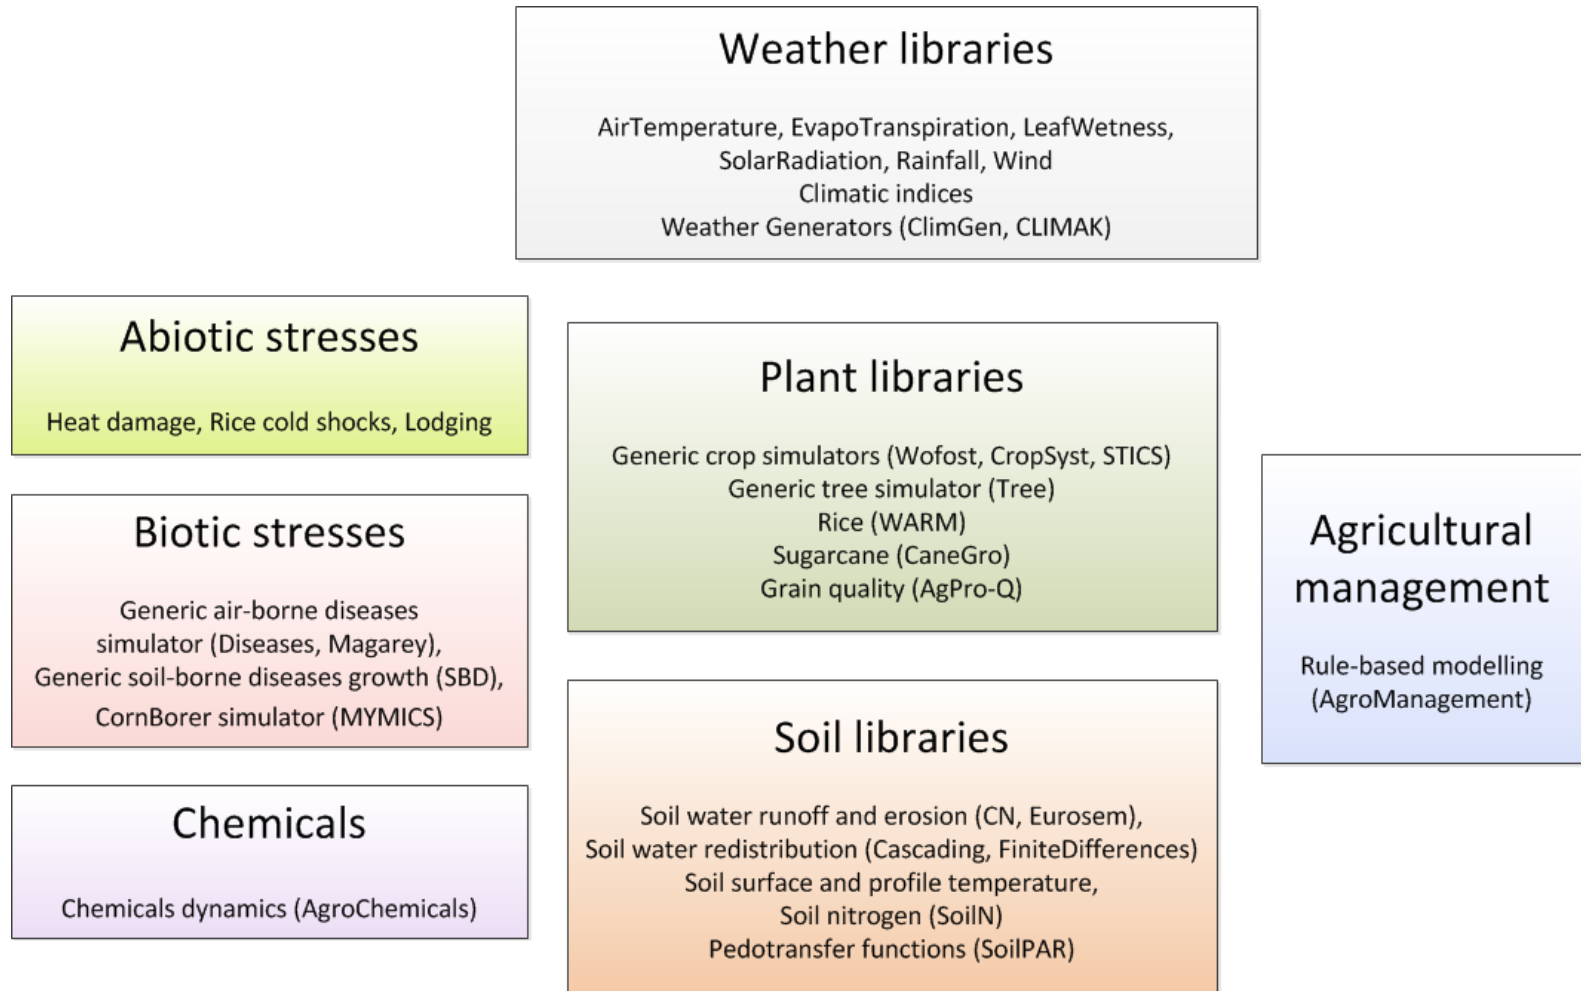 Weather libraries
AirTemperature, EvapoTranspiration, LeafWetness,
SolarRadiation, Rainfall, Wind
Climatic indices
Weather Generators (ClimGen, CLIMAK)
Abiotic stresses
Heat damage, Rice cold shocks, Lodging
Biotic stresses
Generic air-borne diseases
simulator (Diseases, Magarey),
Generic soil-borne diseases growth (SBD),
CornBorer simulator (MYMICS)
Chemicals
Chemicals dynamics (AgroChemicals)
Plant libraries
Generic crop simulators (Wofost, CropSyst, STICS)
Generic tree simulator (Tree)
Rice (WARM)
Sugarcane (CaneGro)
Grain quality (AgPro-Q)
Soil libraries
Soil water runoff and erosion (CN, Eurosem),
Soil water redistribution (Cascading, FiniteDifferences)
Soil surface and profile temperature,
Soil nitrogen (SoilN)
Pedotransfer functions (SoilPAR)
Agricultural
management
Rule-based modelling
(AgroManagement)